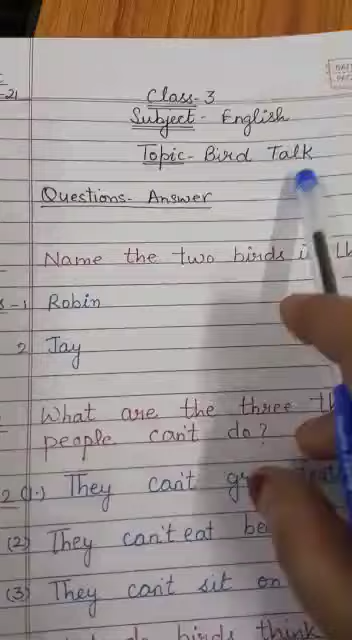 -21
Class-3
Subject - English
Topic - Bird Talk
Questions - Answer
Name the two birds
s-1 Robin
2 Jay
What are the three
people can't do?
2 (1.) They can't
(2) They can't eat
(3) They can't sit on
birds think